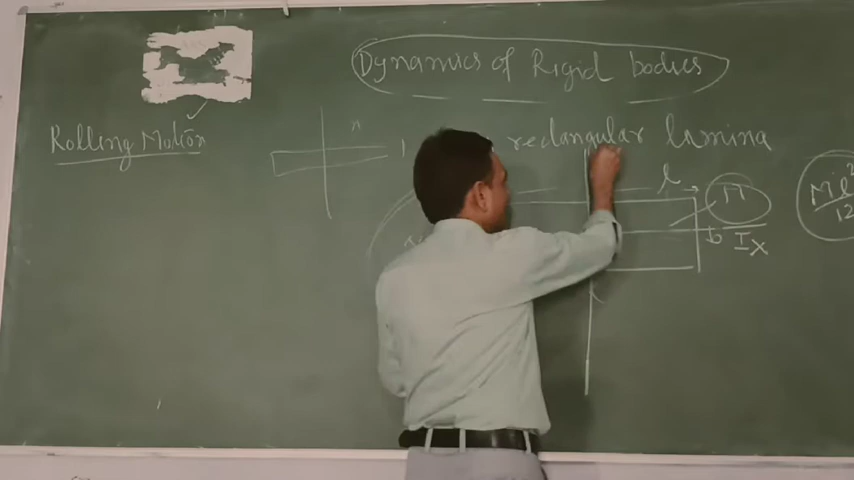 Dynamics of Rigid bodies
Rolling Motion
rectangular lamina
l
M
b
Ix
Ml²
12